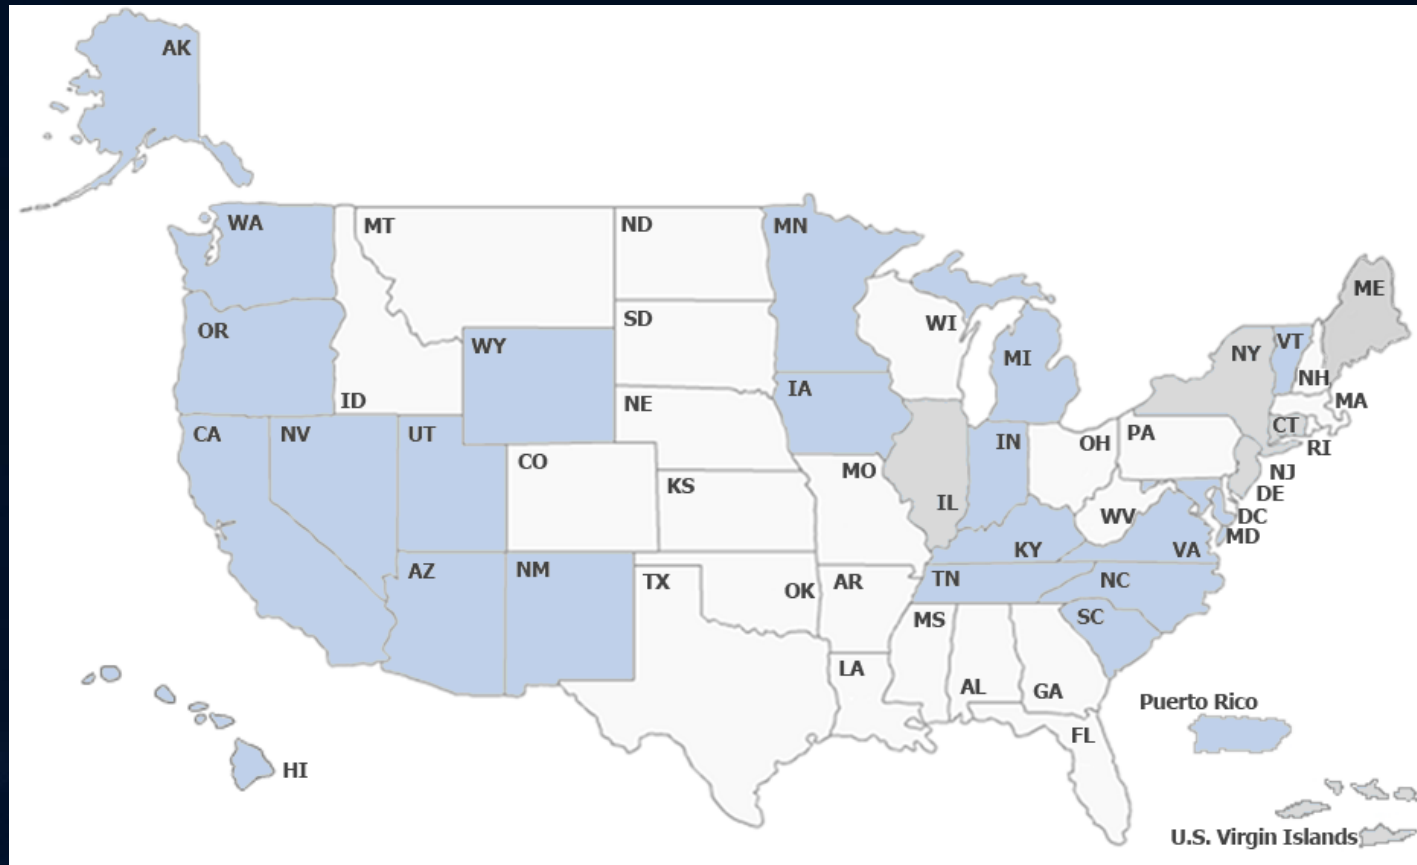 AK
WA
MT
ND
MN
ME
SD
WI
OR
WY
NY
VT
MI
NH
IA
ID
NE
MA
CT
CA
NV
UT
PA
IN
OH
RI
CO
MO
NJ
KS
DE
IL
WV
DC
MD
KY
VA
AZ
NM
TX
TN
NC
OK
AR
MS
SC
LA
AL
GA
Puerto Rico
FL
HI
U.S. Virgin Islands